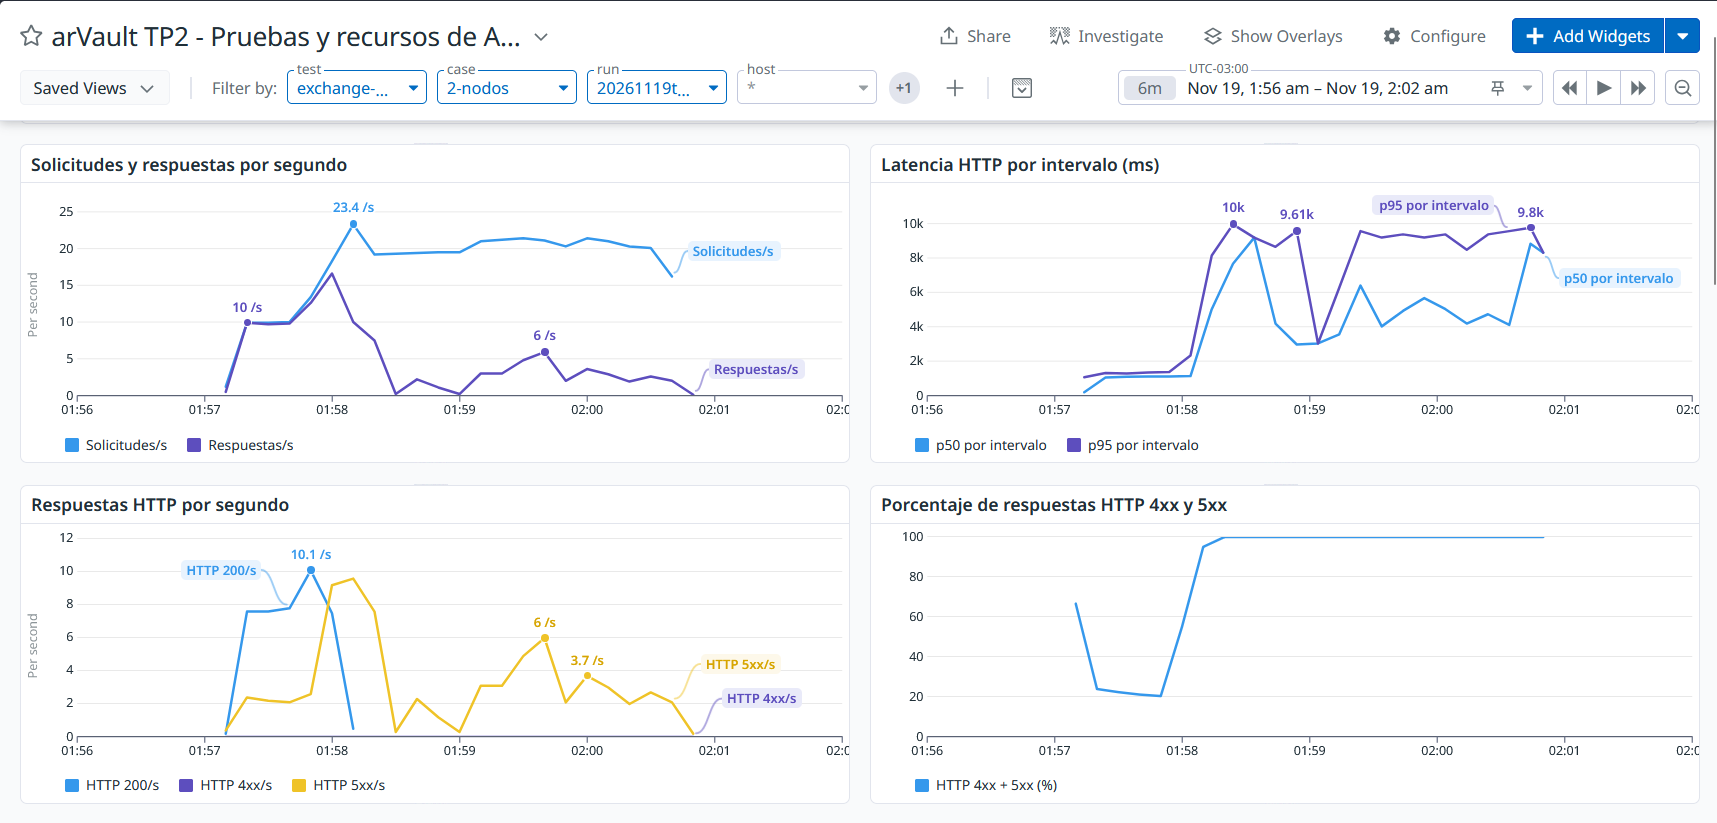 arVault TP2 - Pruebas y recursos de A...
Share
Investigate
Show Overlays
Configure
Add Widgets
Saved Views
Filter by:
test
exchange-...
case
2-nodos
run
20261119t...
host
*
+1
UTC-03:00
6m
Nov 19, 1:56 am – Nov 19, 2:02 am
Solicitudes y respuestas por segundo
Per second
25
20
15
10
5
0
23.4 /s
10 /s
6 /s
Solicitudes/s
Respuestas/s
01:56
01:57
01:58
01:59
02:00
02:01
02:0
Solicitudes/s
Respuestas/s
Latencia HTTP por intervalo (ms)
10k
8k
6k
4k
2k
0
10k
9.61k
p95 por intervalo
9.8k
p50 por intervalo
01:56
01:57
01:58
01:59
02:00
02:01
02:0
p50 por intervalo
p95 por intervalo
Respuestas HTTP por segundo
Per second
12
10
8
6
4
2
0
HTTP 200/s
10.1 /s
6 /s
3.7 /s
HTTP 5xx/s
HTTP 4xx/s
01:56
01:57
01:58
01:59
02:00
02:01
02:0
HTTP 200/s
HTTP 4xx/s
HTTP 5xx/s
Porcentaje de respuestas HTTP 4xx y 5xx
100
80
60
40
20
0
01:56
01:57
01:58
01:59
02:00
02:01
02:0
HTTP 4xx + 5xx (%)